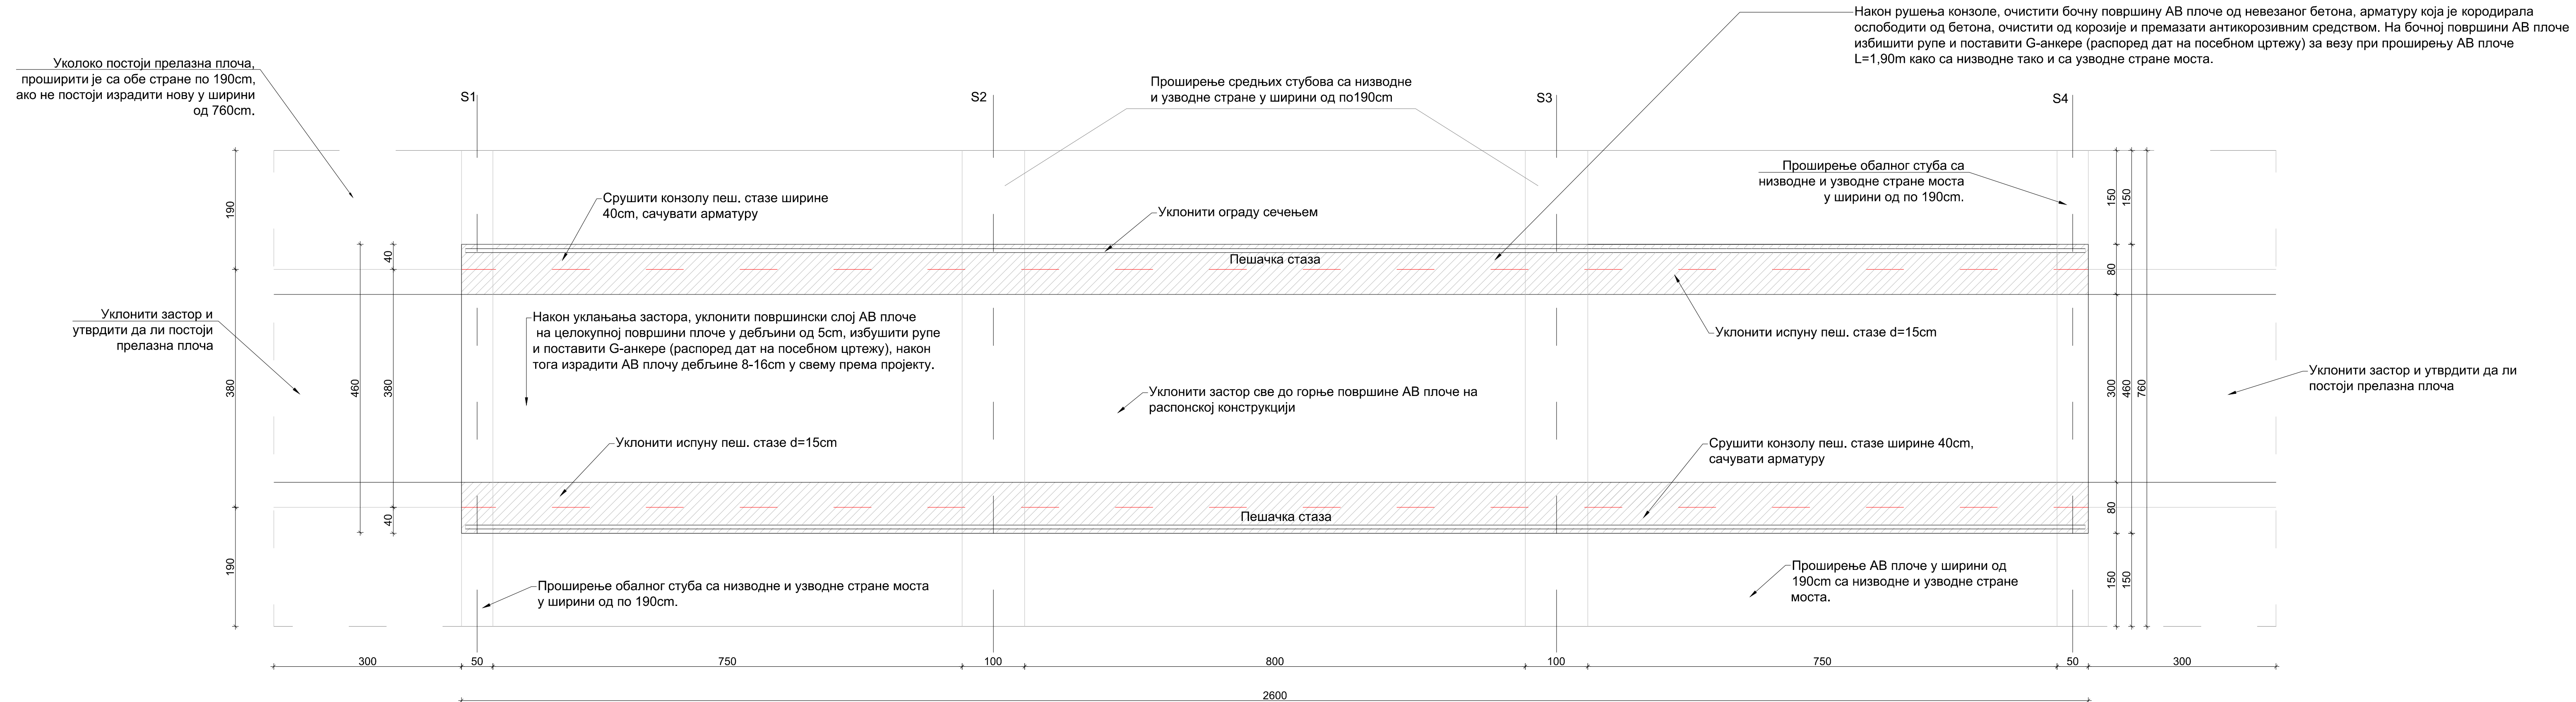 Након рушења конзоле, очистити бочну површину АВ плоче од невезаног бетона, арматуру која је кородирала
ослободити од бетона, очистити од корозије и премазати антикорозивним средством. На бочној површини АВ плоче
избишити рупе и поставити G-анкере (распоред дат на посебном цртежу) за везу при проширењу АВ плоче
L=1,90m како са низводне тако и са узводне стране моста.
Уколоко постоји прелазна плоча,
проширити је са обе стране по 190cm,
ако не постоји израдити нову у ширини
од 760cm.
Проширење средњих стубова са низводне
и узводне стране у ширини од по190cm
S1
S2
S3
S4
Проширење обалног стуба са
низводне и узводне стране моста
у ширини од по 190cm.
Срушити конзолу пеш. стазе ширине
40cm, сачувати арматуру
Уклонити ограду сечењем
Пешачка стаза
Уклонити застор и
утврдити да ли постоји
прелазна плоча
Након уклањања застора, уклонити површински слој АВ плоче
на целокупној површини плоче у дебљини од 5cm, избушити рупе
и поставити G-анкере (распоред дат на посебном цртежу), након
тога израдити АВ плочу дебљине 8-16cm у свему према пројекту.
Уклонити испуну пеш. стазе d=15cm
Уклонити застор све до горње површине АВ плоче на
распонској конструкцији
Уклонити застор и утврдити да ли
постоји прелазна плоча
Уклонити испуну пеш. стазе d=15cm
Срушити конзолу пеш. стазе ширине 40cm,
сачувати арматуру
Пешачка стаза
Проширење обалног стуба са низводне и узводне стране моста
у ширини од по 190cm.
Проширење АВ плоче у ширини од
190cm са низводне и узводне стране
моста.
190
380
190
460
40
380
40
150
80
300
80
150
150
460
150
760
300
50
750
100
800
100
750
50
300
2600